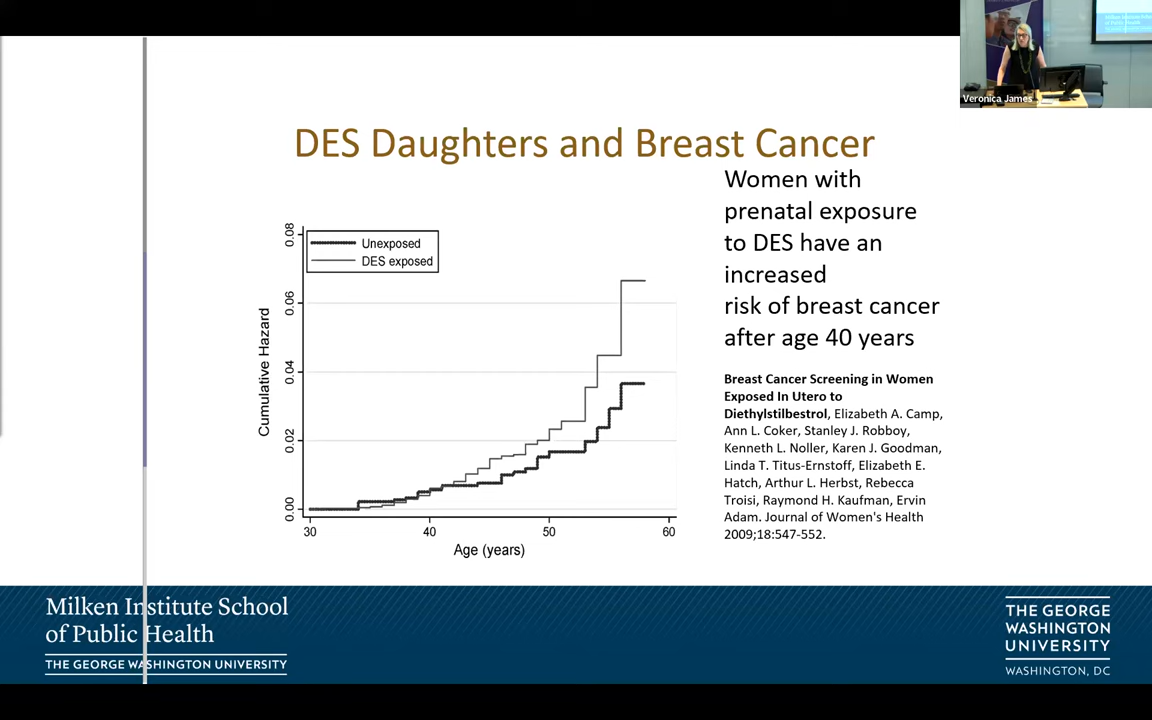 Veronica James
DES Daughters and Breast Cancer
Women with
prenatal exposure
to DES have an
increased
risk of breast cancer
after age 40 years
Breast Cancer Screening in Women
Exposed In Utero to
Diethylstilbestrol, Elizabeth A. Camp,
Ann L. Coker, Stanley J. Robboy,
Kenneth L. Noller, Karen J. Goodman,
Linda T. Titus-Ernstoff, Elizabeth E.
Hatch, Arthur L. Herbst, Rebecca
Troisi, Raymond H. Kaufman, Ervin
Adam. Journal of Women's Health
2009;18:547-552.
Unexposed
DES exposed
Cumulative Hazard
0.08
0.06
0.04
0.02
0.00
30 40 50 60
Age (years)
Milken Institute School
of Public Health
THE GEORGE WASHINGTON UNIVERSITY
THE GEORGE
WASHINGTON
UNIVERSITY
WASHINGTON, DC